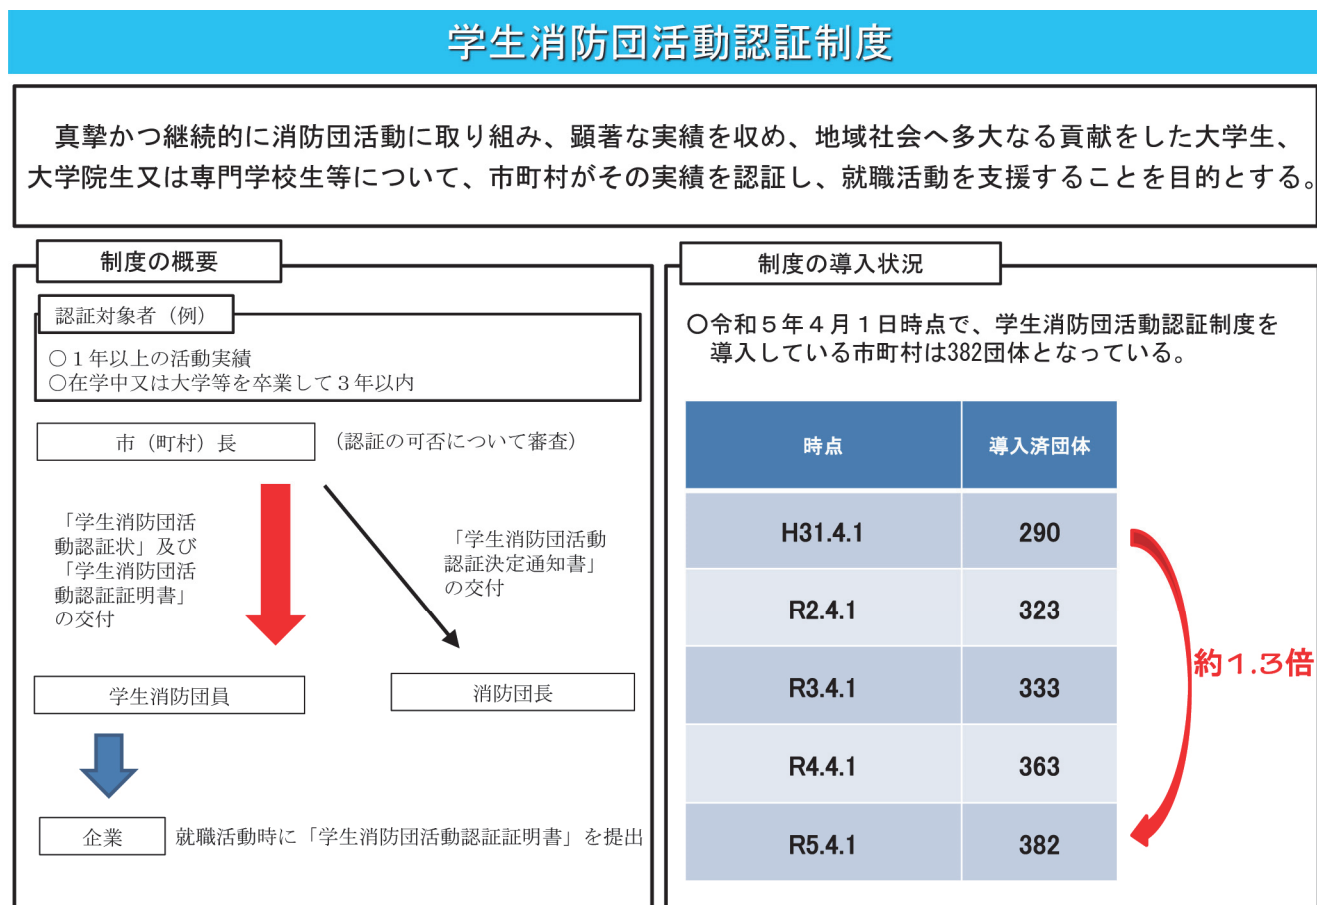 学生消防団活動認証制度
真摯かつ継続的に消防団活動に取り組み、顕著な実績を収め、地域社会へ多大なる貢献をした大学生、
大学院生又は専門学校生等について、市町村がその実績を認証し、就職活動を支援することを目的とする。
制度の概要
認証対象者（例）
○１年以上の活動実績
○在学中又は大学等を卒業して３年以内
市（町村）長
（認証の可否について審査）
「学生消防団活
動認証状」及び
「学生消防団活
動認証証明書」
の交付
「学生消防団活動
認証決定通知書」
の交付
学生消防団員
消防団長
企業
就職活動時に「学生消防団活動認証証明書」を提出
制度の導入状況
○令和５年４月１日時点で、学生消防団活動認証制度を
導入している市町村は382団体となっている。
時点 導入済団体
H31.4.1 290
R2.4.1 323
R3.4.1 333
R4.4.1 363
R5.4.1 382
約1.3倍